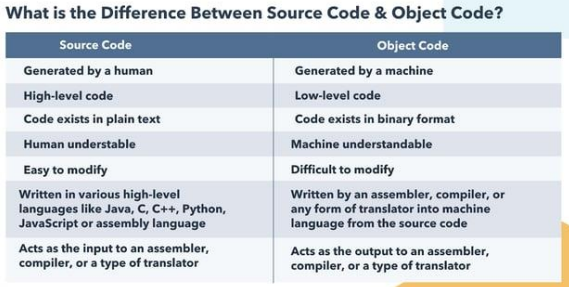 What is the Difference Between Source Code & Object Code?
Source Code
Object Code
Generated by a human
Generated by a machine
High-level code
Low-level code
Code exists in plain text
Code exists in binary format
Human understable
Machine understandable
Easy to modify
Difficult to modify
Written in various high-level
languages like Java, C, C++, Python,
JavaScript or assembly language
Written by an assembler, compiler, or
any form of translator into machine
language from the source code
Acts as the input to an assembler,
compiler, or a type of translator
Acts as the output to an assembler,
compiler, or a type of translator